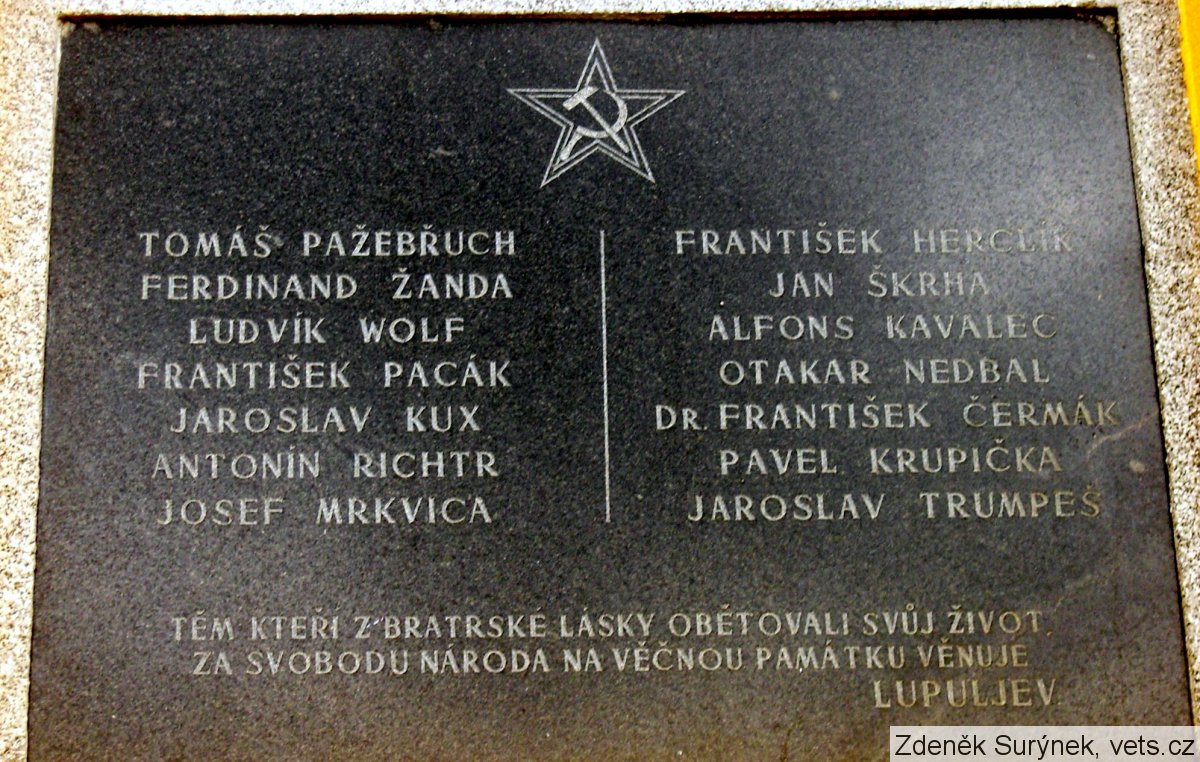 TOMÁŠ PAŽEBŘUCH
FERDINAND ŽANDA
LUDVÍK WOLF
FRANTIŠEK PACÁK
JAROSLAV KUX
ANTONÍN RICHTR
JOSEF MRKVICA
FRANTIŠEK HERCLÍK
JAN ŠKRHA
ALFONS KAVALEC
OTAKAR NEDBAL
DR. FRANTIŠEK ČERMÁK
PAVEL KRUPIČKA
JAROSLAV TRUMPEŠ
TĚM KTEŘÍ Z BRATRSKÉ LÁSKY OBĚTOVALI SVŮJ ŽIVOT,
ZA SVOBODU NÁRODA NA VĚČNOU PAMÁTKU VĚNUJE
LUPULJEV.
Zdeněk Surýnek, vets.cz